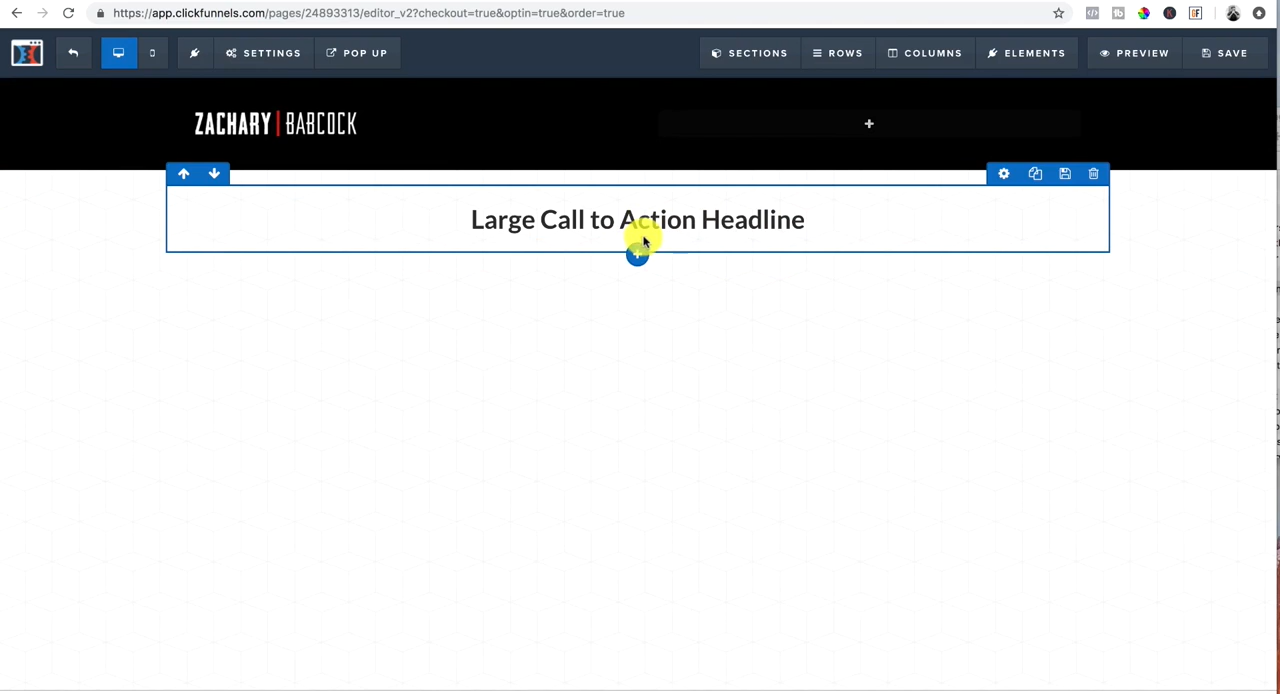 https://app.clickfunnels.com/pages/24893313/editor_v2?checkout=true&optin=true&order=true
SETTINGS
POP UP
SECTIONS
ROWS
COLUMNS
ELEMENTS
PREVIEW
SAVE
ZACHARY | BABCOCK
Large Call to Action Headline